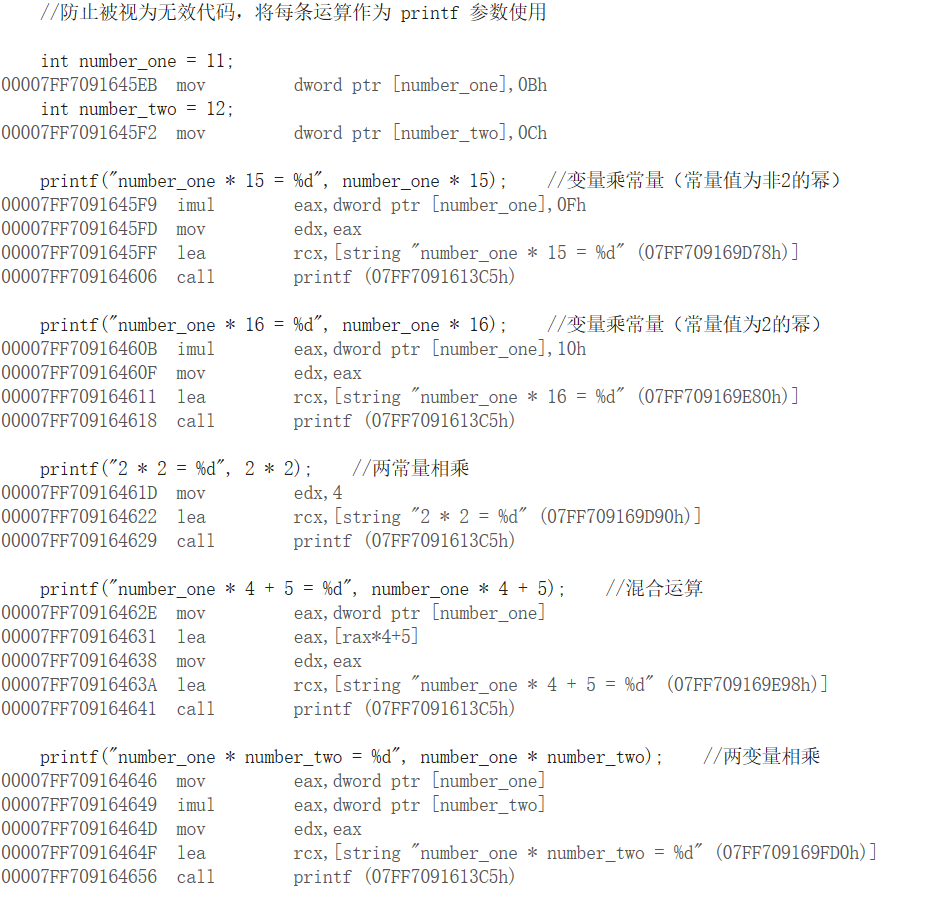 //防止被视为无效代码，将每条运算作为 printf 参数使用
int number_one = 11;
00007FF7091645EB mov dword ptr [number_one],0Bh
int number_two = 12;
00007FF7091645F2 mov dword ptr [number_two],0Ch
printf("number_one * 15 = %d", number_one * 15); //变量乘常量（常量值为非2的幂）
00007FF7091645F9 imul eax,dword ptr [number_one],0Fh
00007FF7091645FD mov edx,eax
00007FF7091645FF lea rcx,[string "number_one * 15 = %d" (07FF709169D78h)]
00007FF709164606 call printf (07FF7091613C5h)
printf("number_one * 16 = %d", number_one * 16); //变量乘常量（常量值为2的幂）
00007FF70916460B imul eax,dword ptr [number_one],10h
00007FF70916460F mov edx,eax
00007FF709164611 lea rcx,[string "number_one * 16 = %d" (07FF709169E80h)]
00007FF709164618 call printf (07FF7091613C5h)
printf("2 * 2 = %d", 2 * 2); //两常量相乘
00007FF70916461D mov edx,4
00007FF709164622 lea rcx,[string "2 * 2 = %d" (07FF709169D90h)]
00007FF709164629 call printf (07FF7091613C5h)
printf("number_one * 4 + 5 = %d", number_one * 4 + 5); //混合运算
00007FF70916462E mov eax,dword ptr [number_one]
00007FF709164631 lea eax,[rax*4+5]
00007FF709164638 mov edx,eax
00007FF70916463A lea rcx,[string "number_one * 4 + 5 = %d" (07FF709169E98h)]
00007FF709164641 call printf (07FF7091613C5h)
printf("number_one * number_two = %d", number_one * number_two); //两变量相乘
00007FF709164646 mov eax,dword ptr [number_one]
00007FF709164649 imul eax,dword ptr [number_two]
00007FF70916464D mov edx,eax
00007FF70916464F lea rcx,[string "number_one * number_two = %d" (07FF709169FD0h)]
00007FF709164656 call printf (07FF7091613C5h)